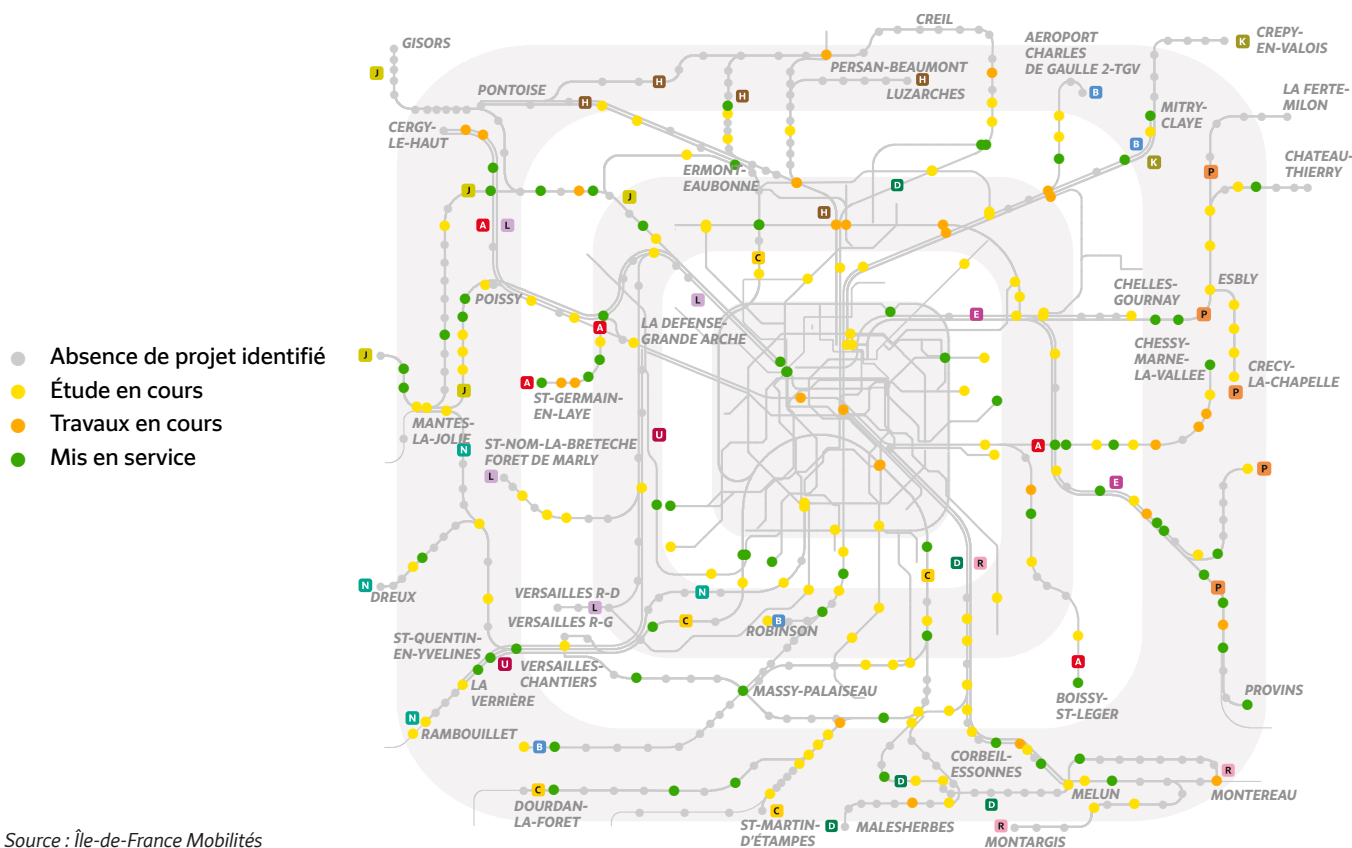 GISORS
J
PONTOISE
H
H
H
CREIL
PERSAN-BEAUMONT
H
LUZARCHES
AEROPORT
CHARLES
DE GAULLE 2-TGV
B
K
CREPY-
EN-VALOIS
LA FERTE-
MILON
MITRY-
CLAYE
B
K
CERGY-
LE-HAUT
ERMONT-
EAUBONNE
D
P
CHATEAU-
THIERRY
J
J
A
L
H
C
POISSY
L
LA DEFENSE-
GRANDE ARCHE
A
E
CHELLES-
GOURNAY
ESBLY
P
Absence de projet identifié
Étude en cours
Travaux en cours
Mis en service
J
J
A
ST-GERMAIN-
EN-LAYE
CHESSY-
MARNE-
LA-VALLEE
CRECY-
LA-CHAPELLE
P
MANTES-
LA-JOLIE
N
ST-NOM-LA-BRETECHE
FORET DE MARLY
L
U
A
E
P
N
DREUX
VERSAILLES R-D
L
VERSAILLES R-G
N
C
B
ROBINSON
C
D
R
P
ST-QUENTIN-
EN-YVELINES
U
LA
VERRIÈRE
VERSAILLES-
CHANTIERS
MASSY-PALAISEAU
A
BOISSY-
ST-LEGER
PROVINS
N
RAMBOUILLET
B
C
DOURDAN-
LA-FORET
C
ST-MARTIN-
D'ÉTAMPES
D
MALESHERBES
D
CORBEIL-
ESSONNES
D
MELUN
R
MONTEREAU
R
MONTARGIS
Source : Île-de-France Mobilités